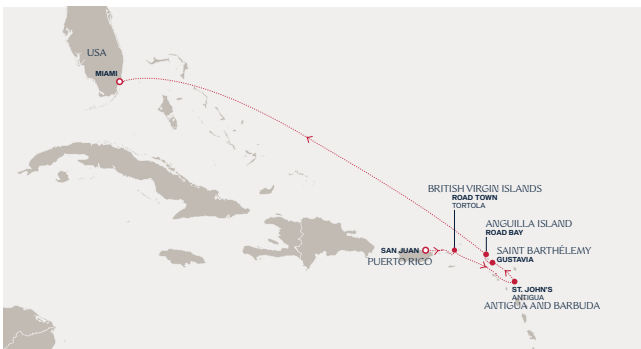 USA
MIAMI
BRITISH VIRGIN ISLANDS
ROAD TOWN
TORTOLA
ANGUILLA ISLAND
ROAD BAY
SAN JUAN
PUERTO RICO
SAINT BARTHÉLEMY
GUSTAVIA
ST. JOHN'S
ANTIGUA
ANTIGUA AND BARBUDA